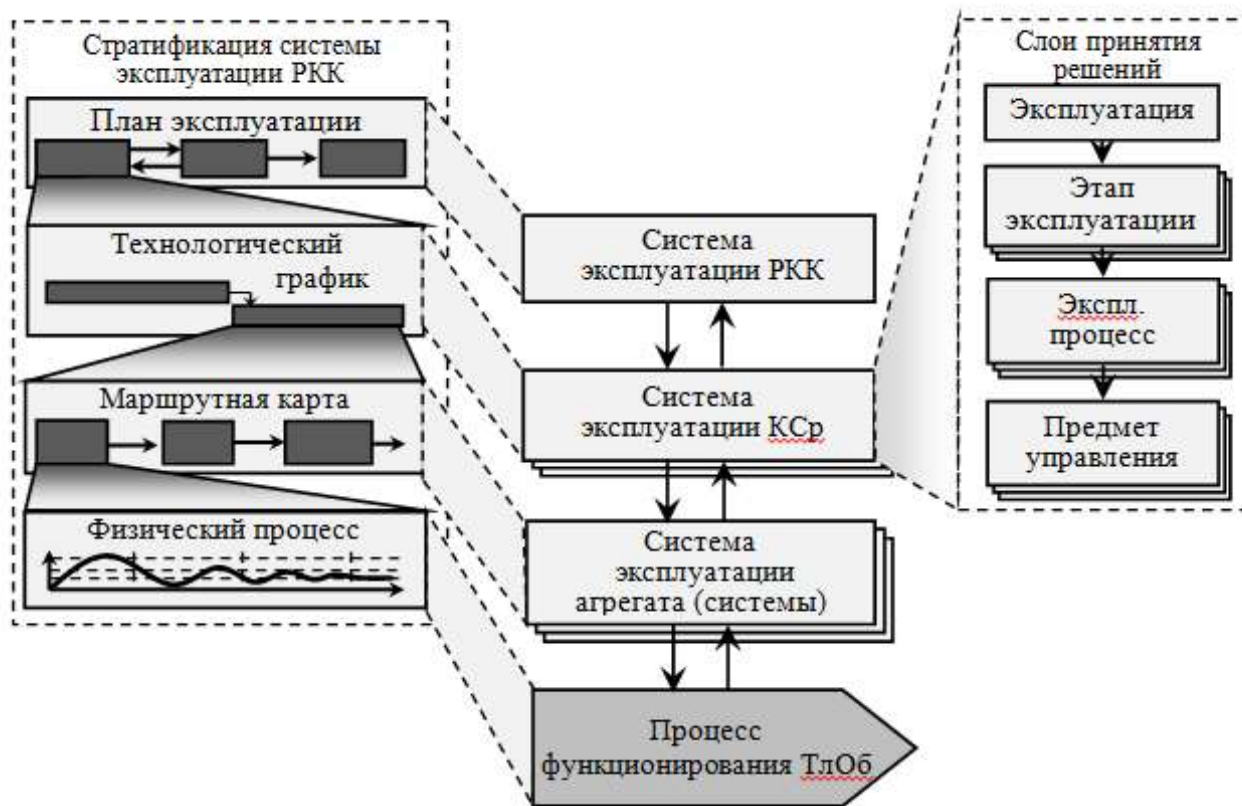 Стратификация системы
эксплуатации РКК
План эксплуатации
Технологический
график
Маршрутная карта
Физический процесс
Система
эксплуатации РКК
Система
эксплуатации КСр
Система
эксплуатации
агрегата (системы)
Процесс
функционирования ТлОб
Слои принятия
решений
Эксплуатация
Этап
эксплуатации
Экспл.
процесс
Предмет
управления